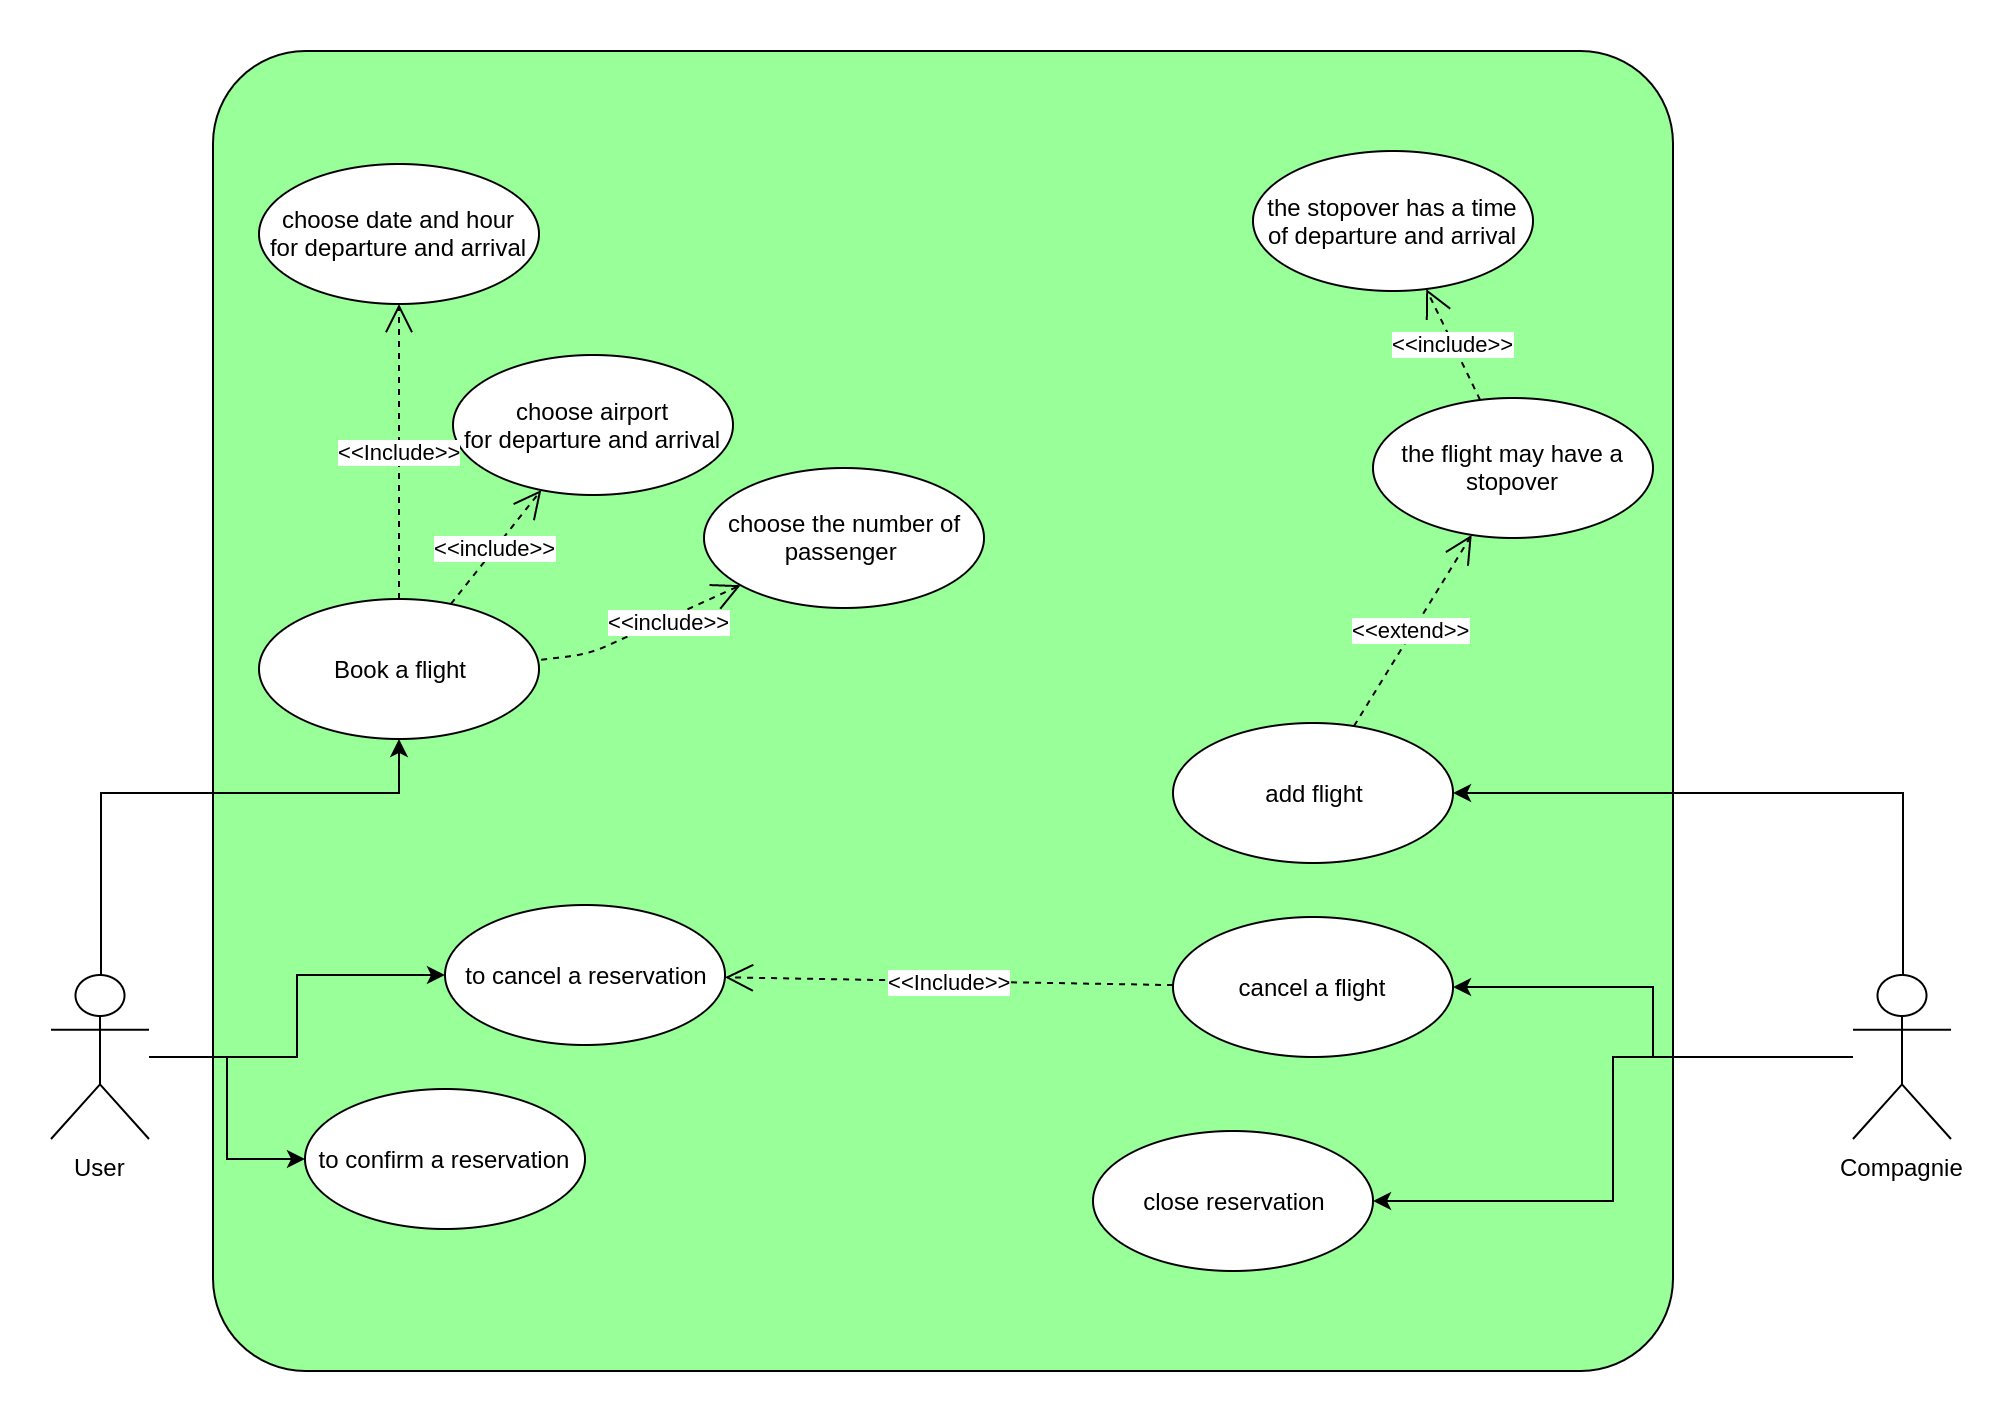 choose date and hour
for departure and arrival
the stopover has a time
of departure and arrival
<<include>>
choose airport
for departure and arrival
the flight may have a
stopover
<<Include>>
choose the number of
passenger
<<include>>
<<include>>
<<extend>>
Book a flight
add flight
to cancel a reservation
<<Include>>
cancel a flight
to confirm a reservation
User
Compagnie
close reservation